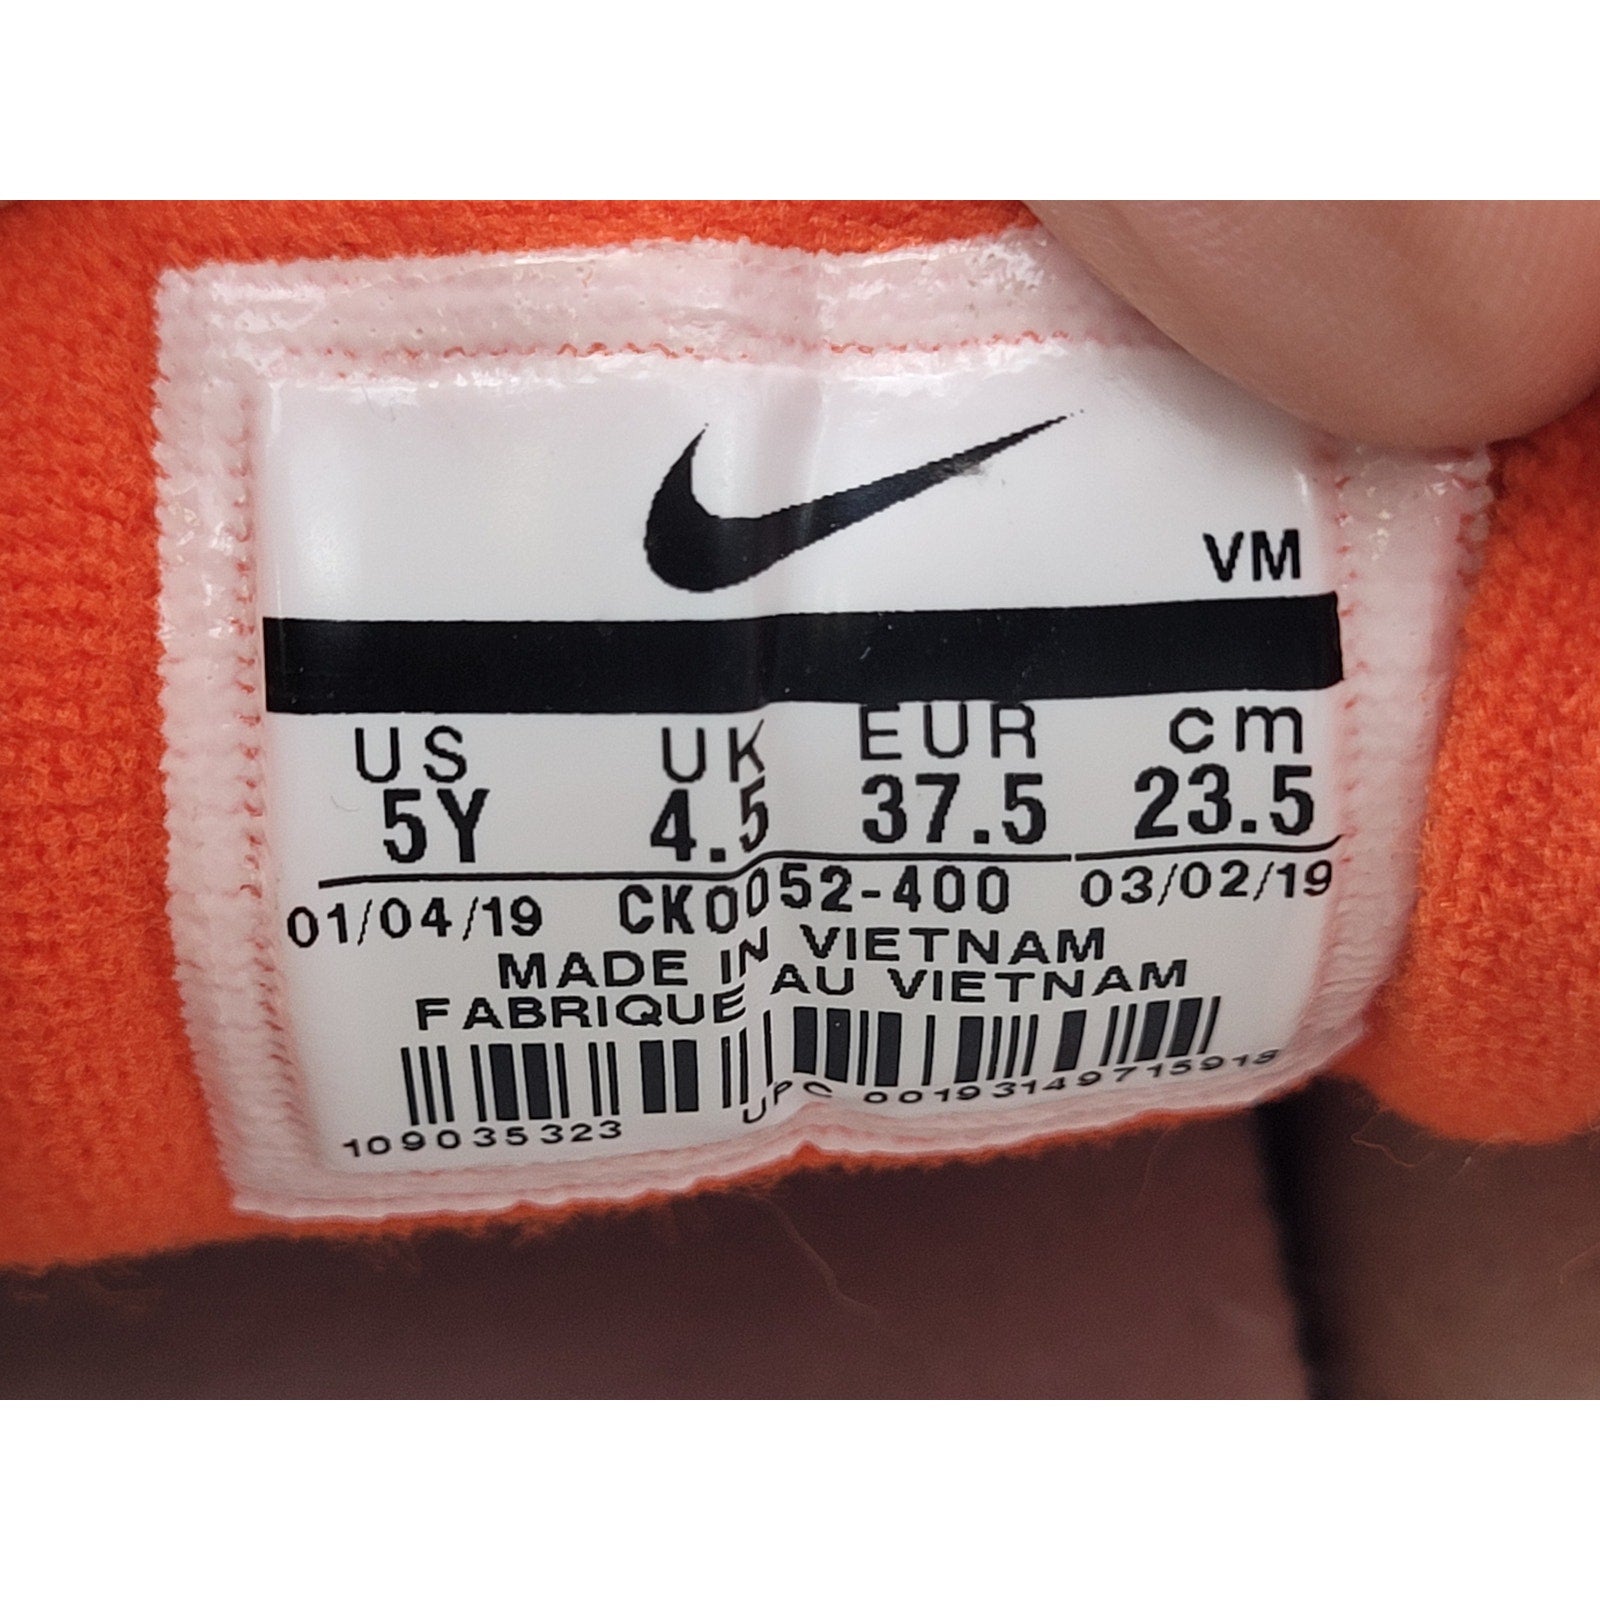 VM
US UK EUR cm
5Y 4.5 37.5 23.5
01/04/19 CK0052-400 03/02/19
MADE IN VIETNAM
FABRIQUE AU VIETNAM
109035323 UPC 00193149715918